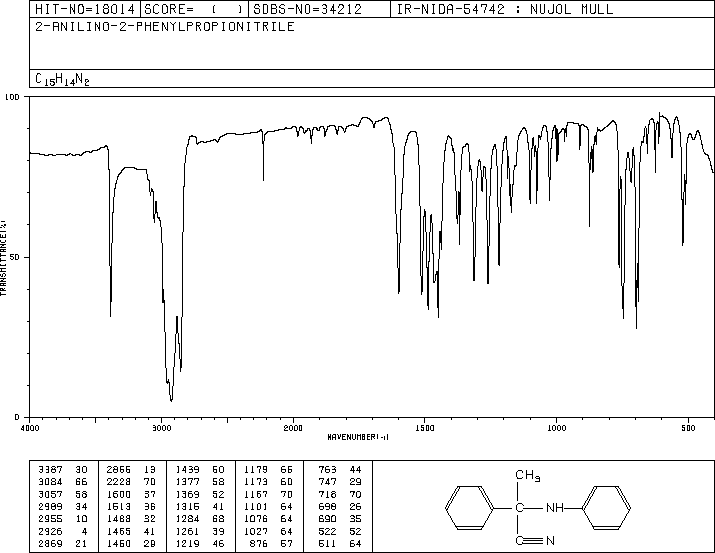 HIT-NO=18014 SCORE= ( ) SDBS-NO=34212 IR-NIDA-54742 : NUJOL MULL
2-ANILINO-2-PHENYLPROPIONITRILE
C15H14N2
100
50
0
TRANSMITTANCE(%)
4000 3000 2000 1500 1000 500
WAVENUMBER(-1)
3387 30 2866 13 1439 60 1179 66 763 44
3084 66 2228 70 1377 58 1173 60 747 29
3057 58 1600 37 1369 52 1167 70 718 70
2989 34 1513 36 1315 41 1101 64 698 26
2955 10 1488 32 1284 68 1076 64 690 35
2926 4 1465 41 1261 39 1027 64 522 52
2869 21 1450 29 1219 46 876 57 511 64
CH3
C NH
C N